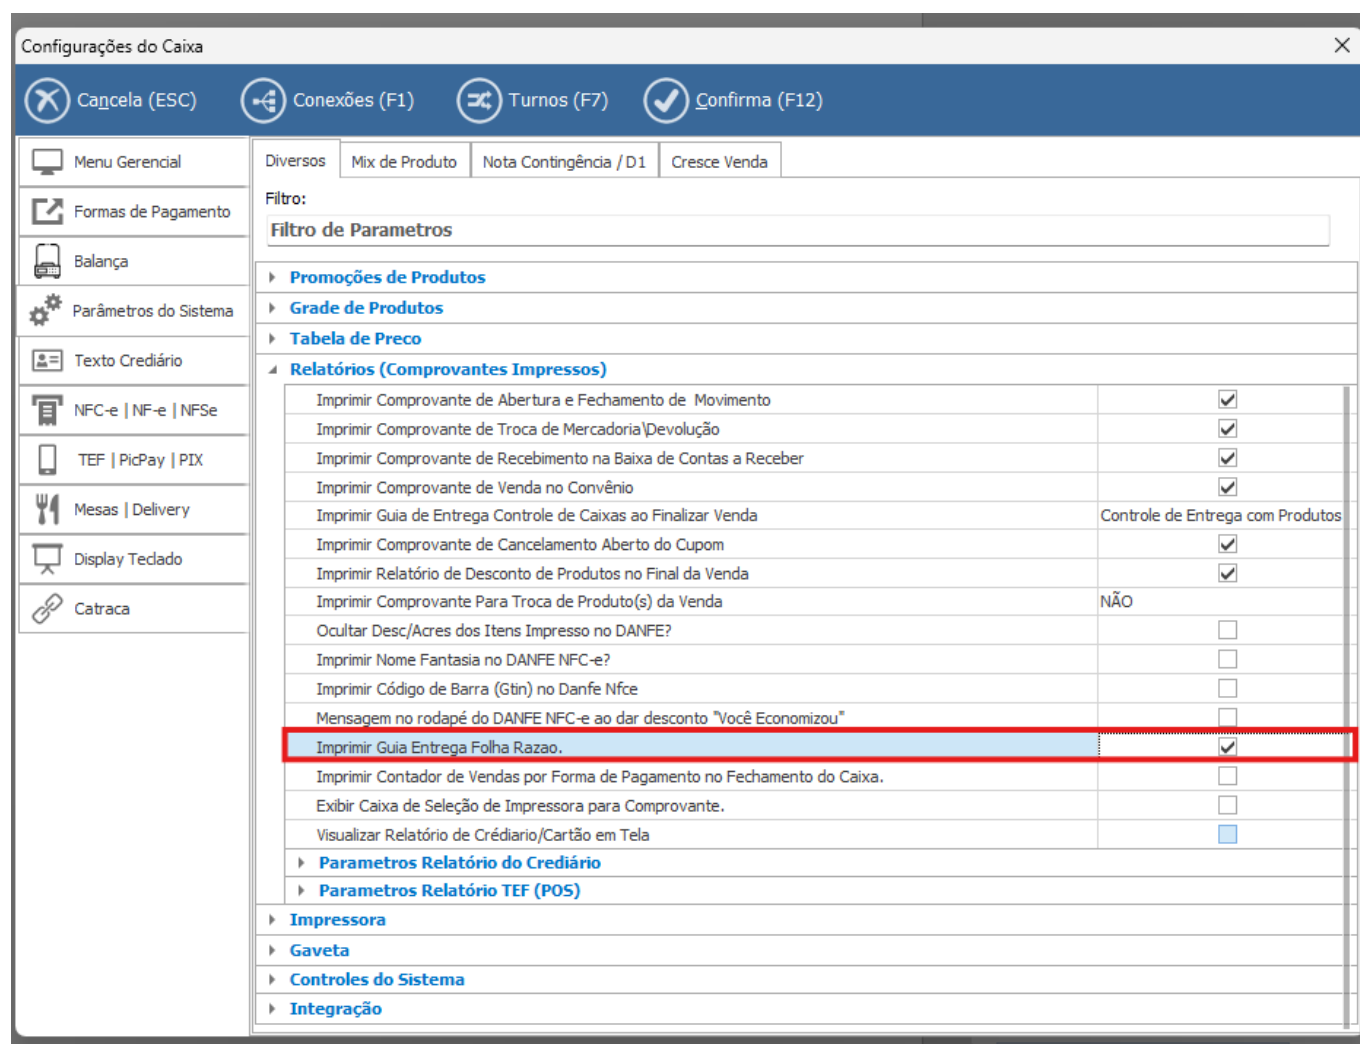 Configurações do Caixa
Cancela (ESC)
Conexões (F1)
Turnos (F7)
Confirma (F12)
Menu Gerencial
Formas de Pagamento
Balança
Parâmetros do Sistema
Texto Crediário
NFC-e | NF-e | NFSe
TEF | PicPay | PIX
Mesas | Delivery
Display Teclado
Catraca
Diversos
Mix de Produto
Nota Contingência / D1
Cresce Venda
Filtro:
Filtro de Parametros
Promoções de Produtos
Grade de Produtos
Tabela de Preco
Relatórios (Comprovantes Impressos)
Imprimir Comprovante de Abertura e Fechamento de  Movimento
Imprimir Comprovante de Troca de Mercadoria\Devolução
Imprimir Comprovante de Recebimento na Baixa de Contas a Receber
Imprimir Comprovante de Venda no Convênio
Imprimir Guia de Entrega Controle de Caixas ao Finalizar Venda
Controle de Entrega com Produtos
Imprimir Comprovante de Cancelamento Aberto do Cupom
Imprimir Relatório de Desconto de Produtos no Final da Venda
Imprimir Comprovante Para Troca de Produto(s) da Venda
NÃO
Ocultar Desc/Acres dos Itens Impresso no DANFE?
Imprimir Nome Fantasia no DANFE NFC-e?
Imprimir Código de Barra (Gtin) no Danfe Nfce
Mensagem no rodapé do DANFE NFC-e ao dar desconto "Você Economizou"
Imprimir Guia Entrega Folha Razao.
Imprimir Contador de Vendas por Forma de Pagamento no Fechamento do Caixa.
Exibir Caixa de Seleção de Impressora para Comprovante.
Visualizar Relatório de Crédiario/Cartão em Tela
Parametros Relatório do Crediário
Parametros Relatório TEF (POS)
Impressora
Gaveta
Controles do Sistema
Integração